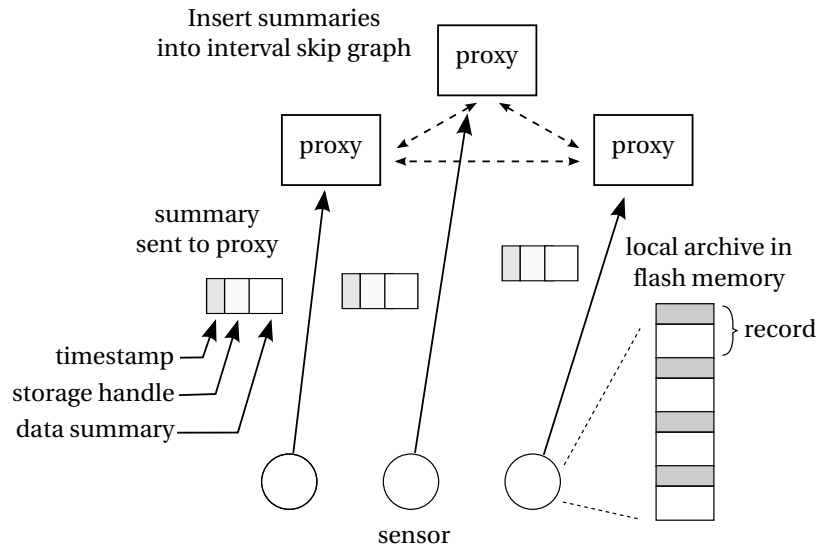 Insert summaries
into interval skip graph
proxy
proxy
proxy
summary
sent to proxy
local archive in
flash memory
record
timestamp
storage handle
data summary
sensor